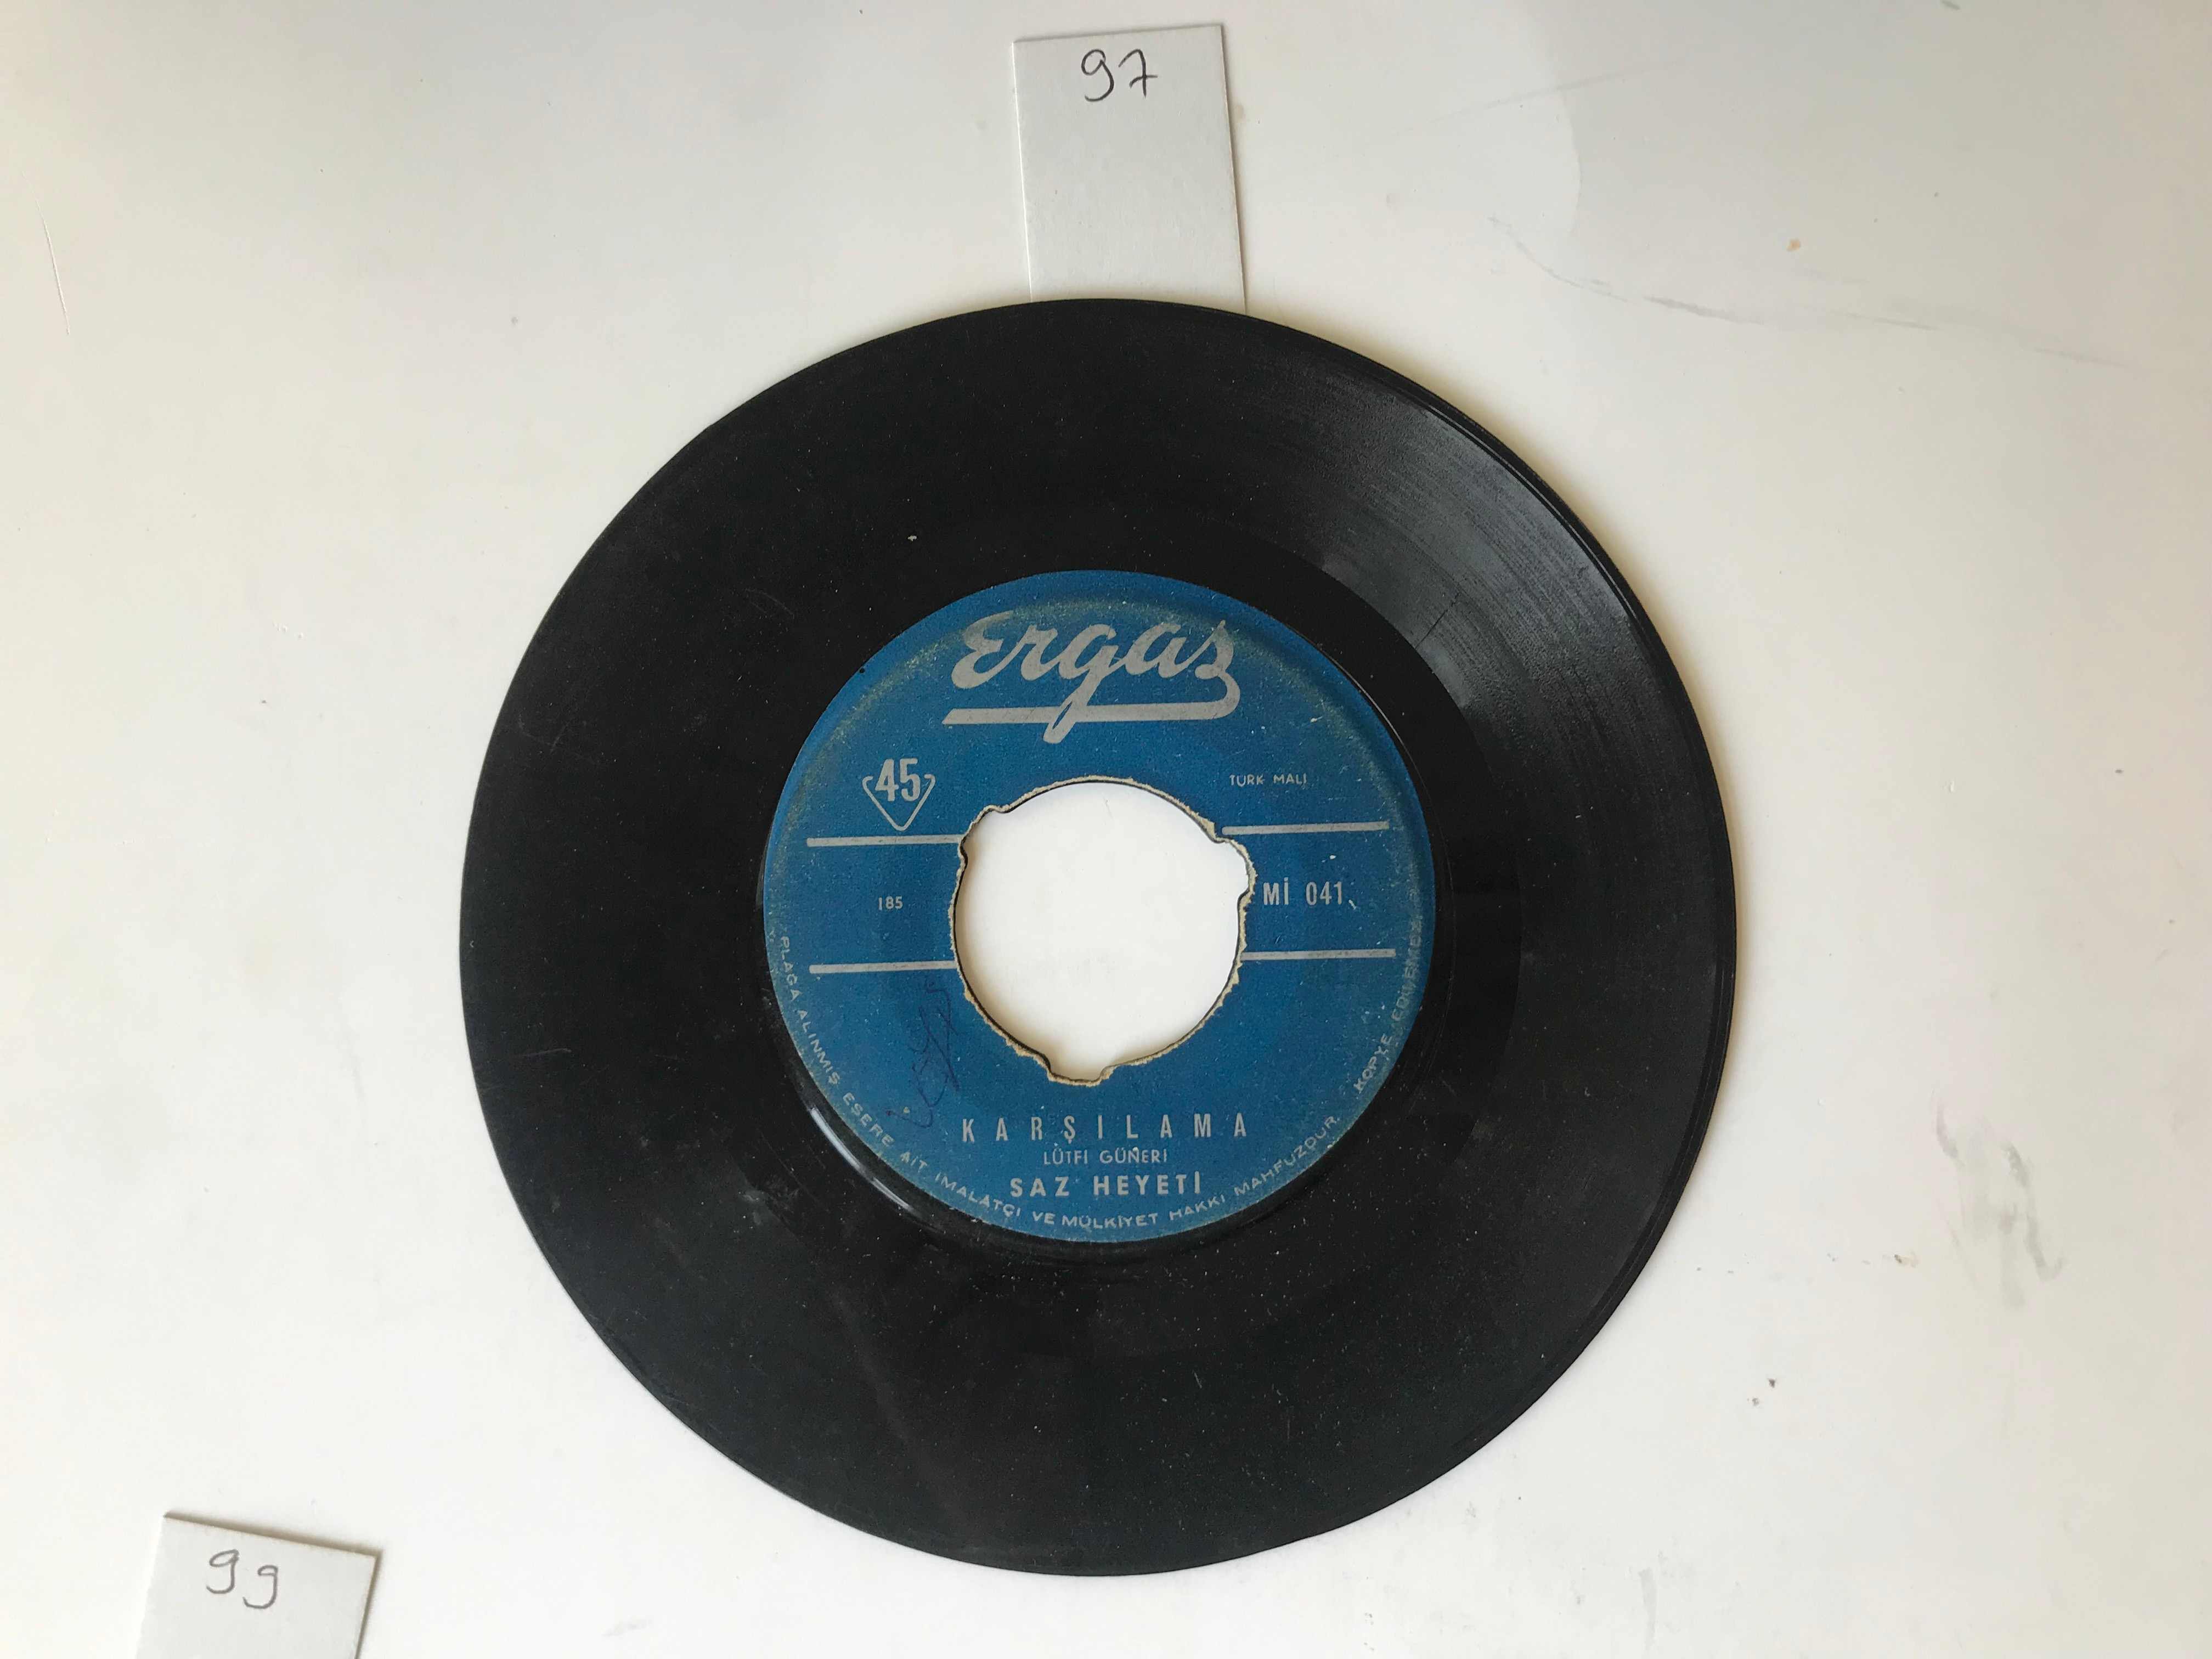 97
Ergas
45
TÜRK MALI
185
Mİ 041
KARŞILAMA
LÜTFİ GÜNERİ
SAZ HEYETİ
PLAĞA ALINMIŞ ESERE AİT İMALATÇI VE MÜLKİYET HAKKI MAHFUZDUR. KOPYE EDİLEMEZ
99